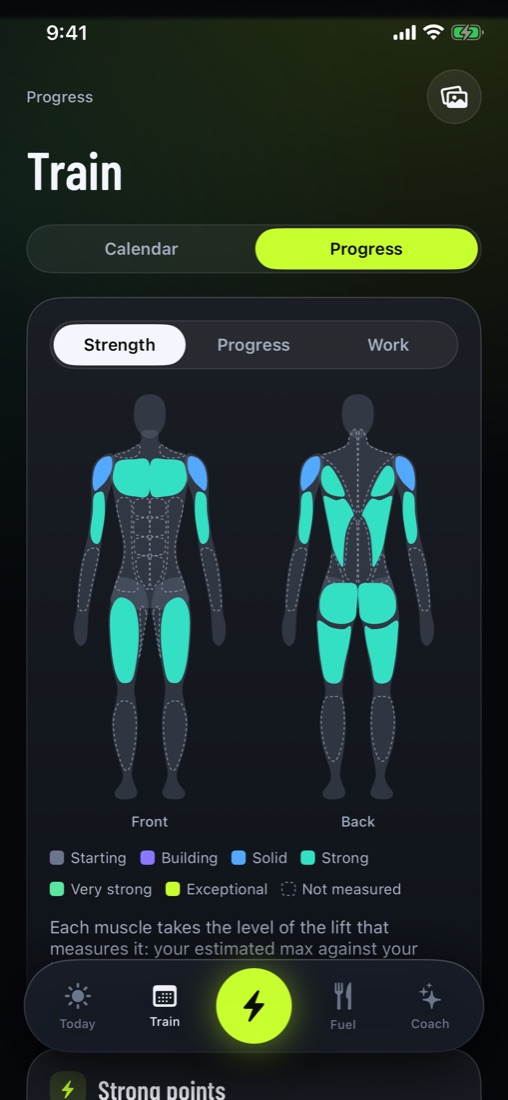 9:41
Progress
Train
Calendar Progress
Strength Progress Work
Front Back
Starting Building Solid Strong
Very strong Exceptional Not measured
Each muscle takes the level of the lift that
measures it: your estimated max against your
Today Train Fuel Coach
Strong points